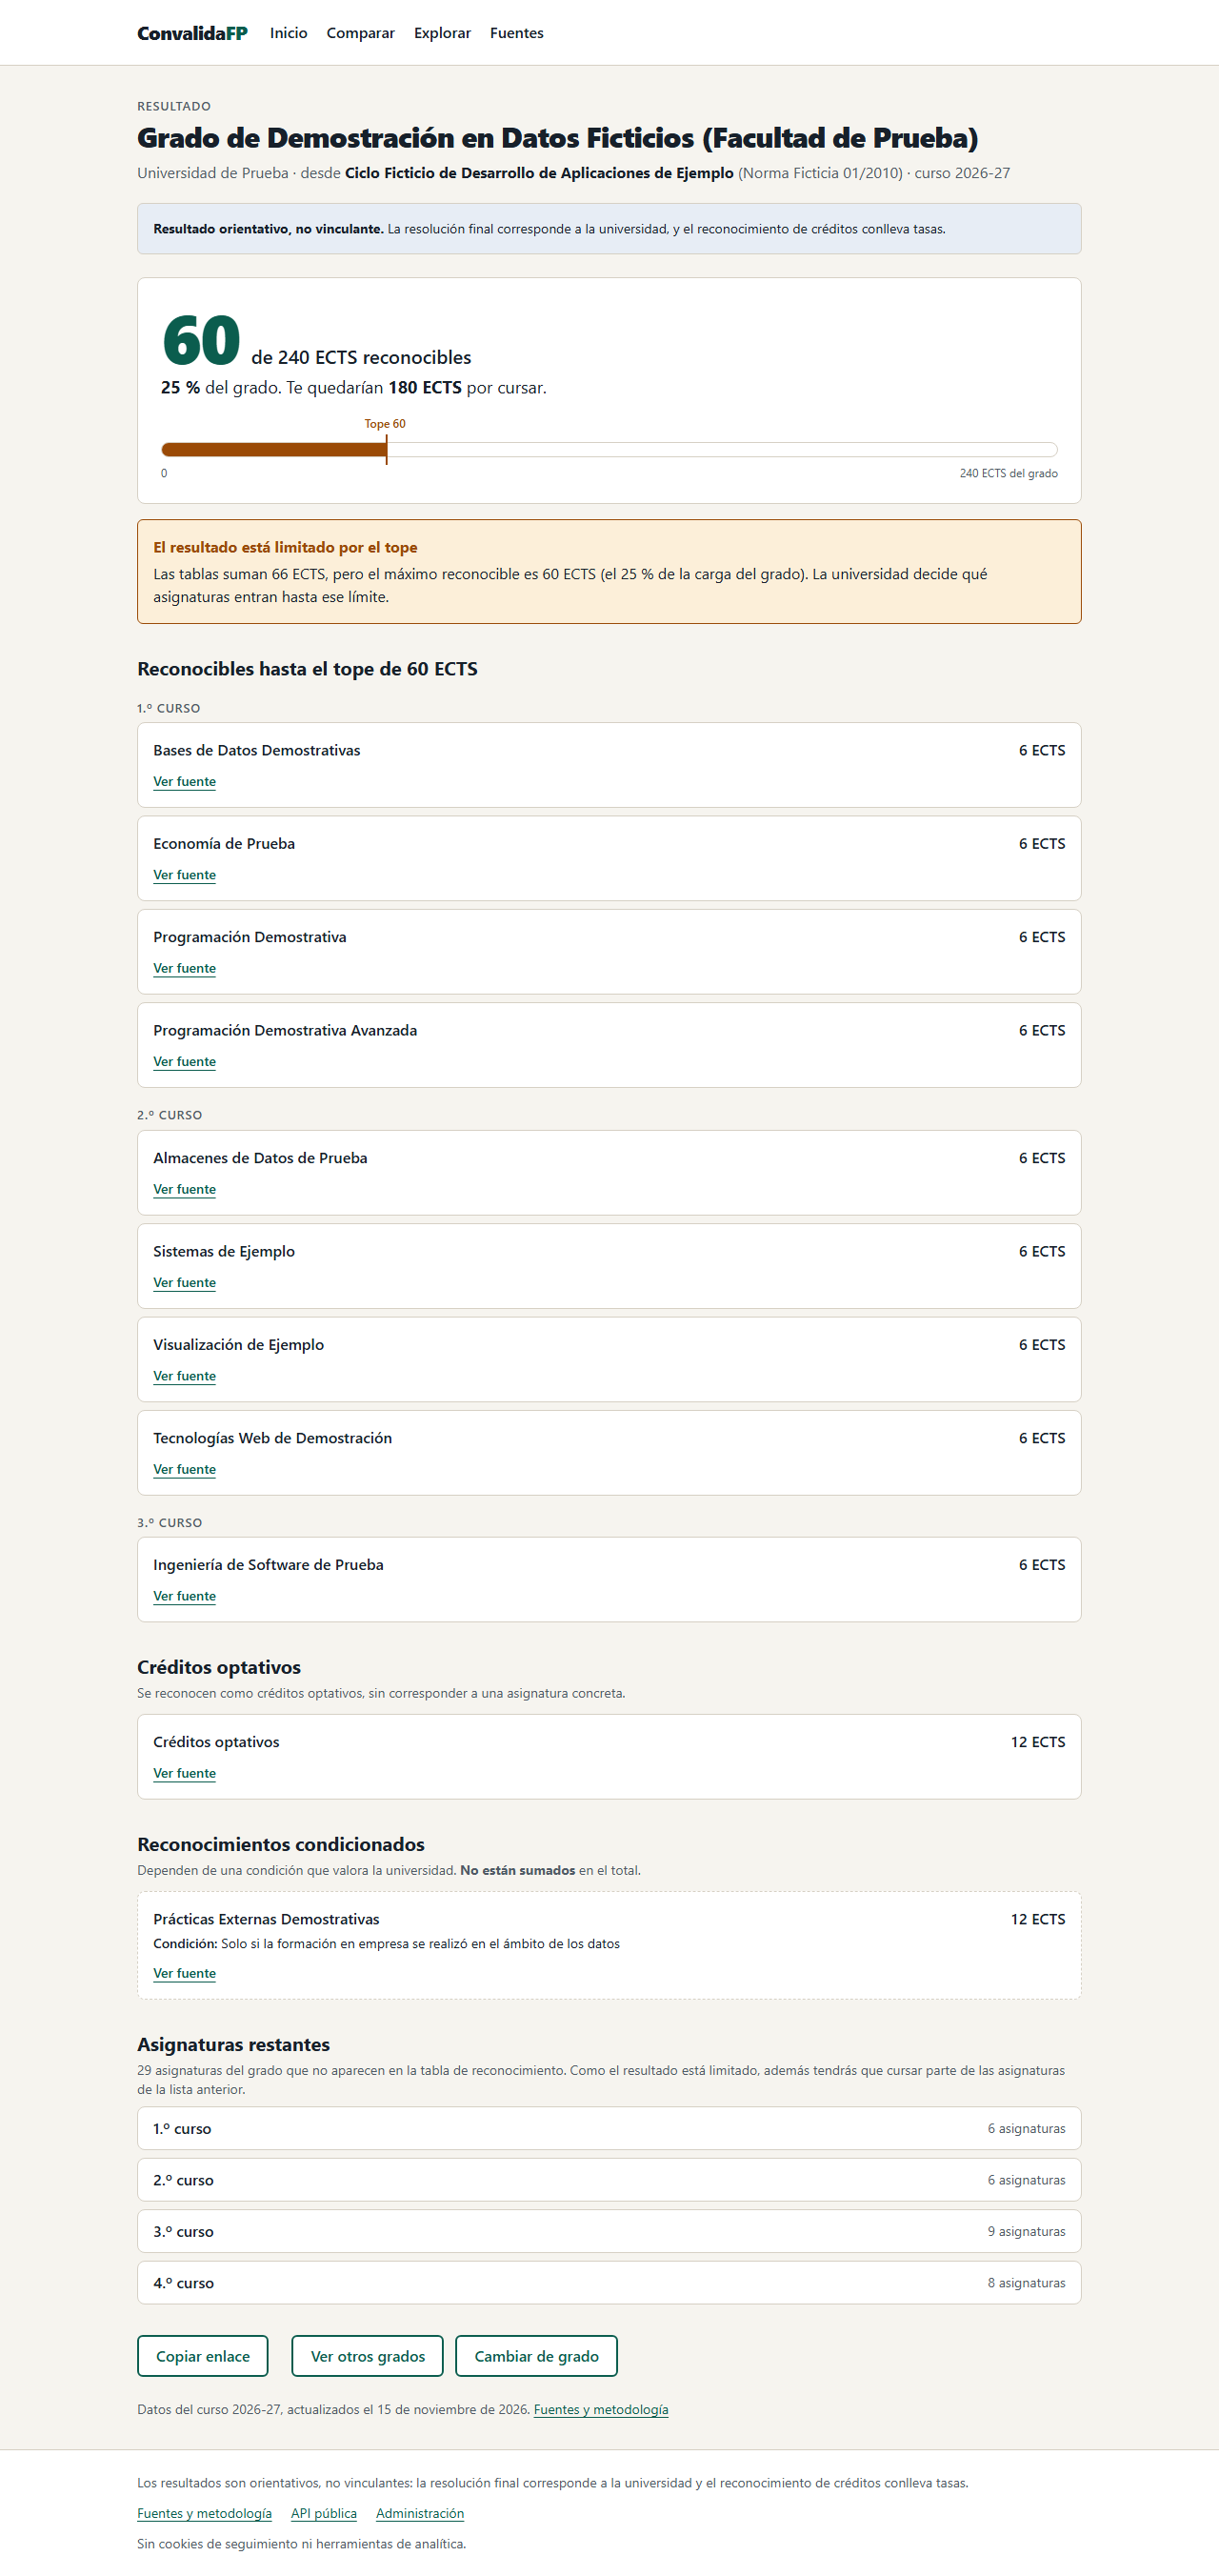 ConvalidaFP Inicio Comparar Explorar Fuentes
RESULTADO
Grado de Demostración en Datos Ficticios (Facultad de Prueba)
Universidad de Prueba · desde Ciclo Ficticio de Desarrollo de Aplicaciones de Ejemplo (Norma Ficticia 01/2010) · curso 2026-27
Resultado orientativo, no vinculante. La resolución final corresponde a la universidad, y el reconocimiento de créditos conlleva tasas.
60 de 240 ECTS reconocibles
25 % del grado. Te quedarían 180 ECTS por cursar.
Tope 60
0 240 ECTS del grado
El resultado está limitado por el tope
Las tablas suman 66 ECTS, pero el máximo reconocible es 60 ECTS (el 25 % de la carga del grado). La universidad decide qué
asignaturas entran hasta ese límite.
Reconocibles hasta el tope de 60 ECTS
1.º CURSO
Bases de Datos Demostrativas 6 ECTS
Ver fuente
Economía de Prueba 6 ECTS
Ver fuente
Programación Demostrativa 6 ECTS
Ver fuente
Programación Demostrativa Avanzada 6 ECTS
Ver fuente
2.º CURSO
Almacenes de Datos de Prueba 6 ECTS
Ver fuente
Sistemas de Ejemplo 6 ECTS
Ver fuente
Visualización de Ejemplo 6 ECTS
Ver fuente
Tecnologías Web de Demostración 6 ECTS
Ver fuente
3.º CURSO
Ingeniería de Software de Prueba 6 ECTS
Ver fuente
Créditos optativos
Se reconocen como créditos optativos, sin corresponder a una asignatura concreta.
Créditos optativos 12 ECTS
Ver fuente
Reconocimientos condicionados
Dependen de una condición que valora la universidad. No están sumados en el total.
Prácticas Externas Demostrativas 12 ECTS
Condición: Solo si la formación en empresa se realizó en el ámbito de los datos
Ver fuente
Asignaturas restantes
29 asignaturas del grado que no aparecen en la tabla de reconocimiento. Como el resultado está limitado, además tendrás que cursar parte de las asignaturas
de la lista anterior.
1.º curso 6 asignaturas
2.º curso 6 asignaturas
3.º curso 9 asignaturas
4.º curso 8 asignaturas
Copiar enlace Ver otros grados Cambiar de grado
Datos del curso 2026-27, actualizados el 15 de noviembre de 2026. Fuentes y metodología
Los resultados son orientativos, no vinculantes: la resolución final corresponde a la universidad y el reconocimiento de créditos conlleva tasas.
Fuentes y metodología API pública Administración
Sin cookies de seguimiento ni herramientas de analítica.